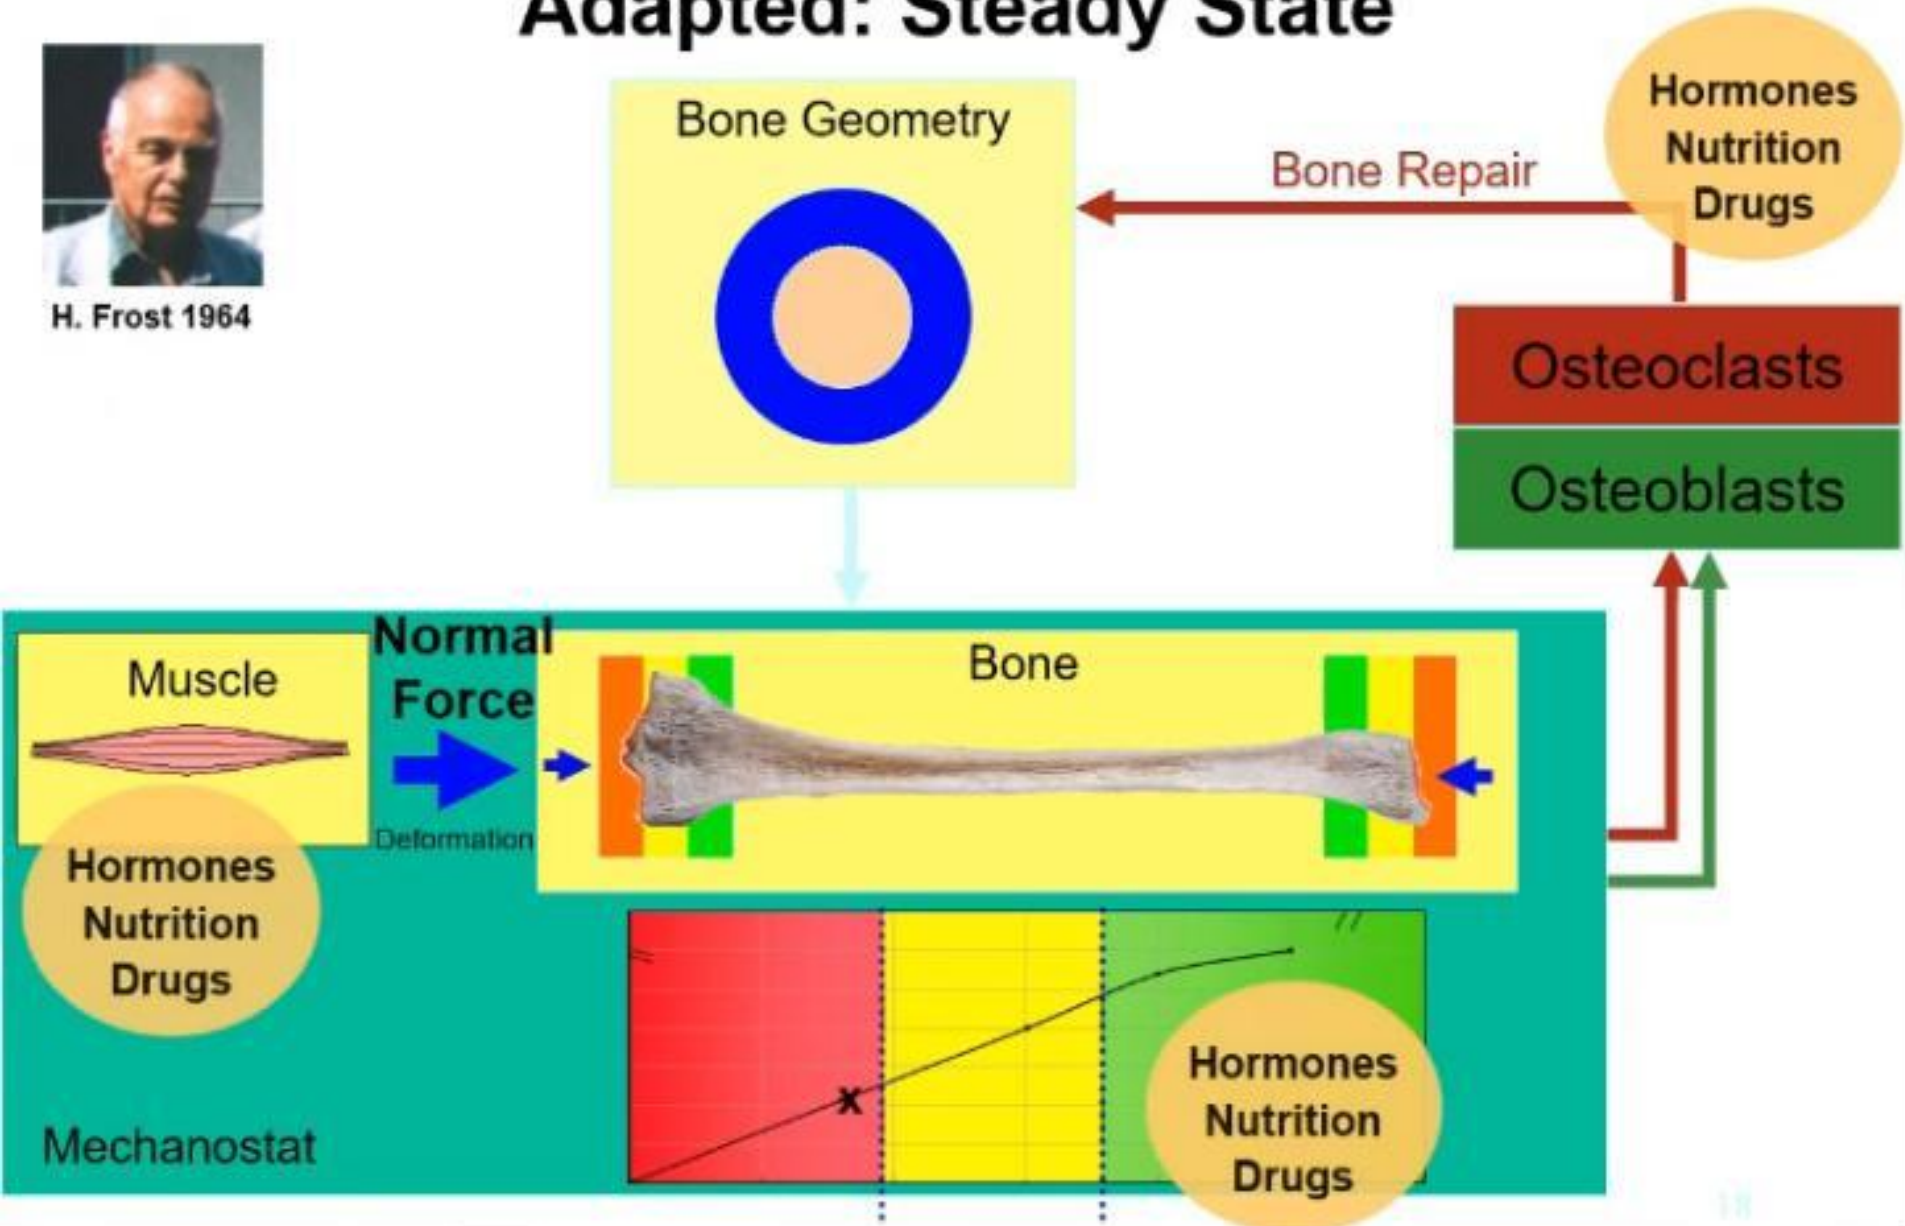 Adapted: Steady State
H. Frost 1964
Bone Geometry
Bone Repair
Hormones
Nutrition
Drugs
Osteoclasts
Osteoblasts
Muscle
Normal
Force
Deformation
Bone
Hormones
Nutrition
Drugs
x
Hormones
Nutrition
Drugs
Mechanostat
18